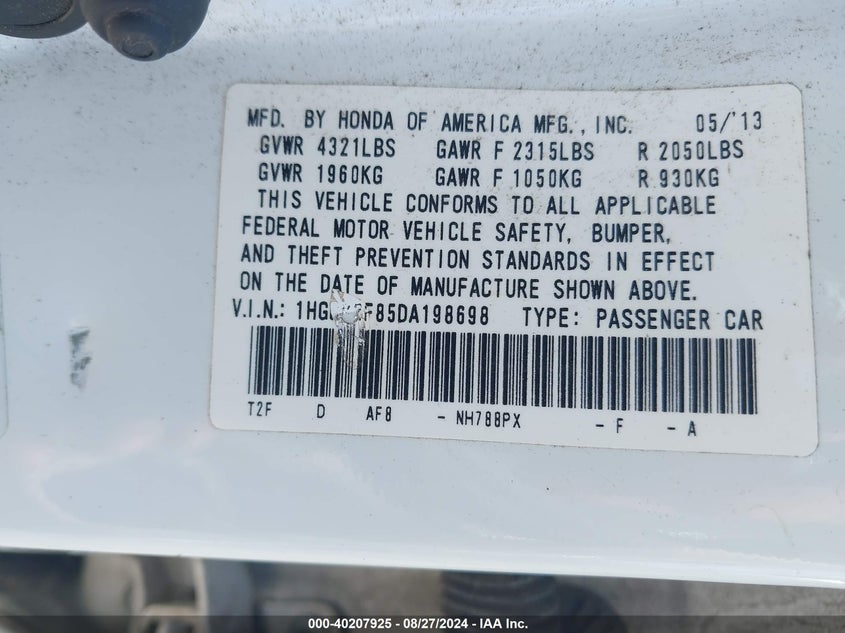 MFD. BY HONDA OF AMERICA MFG., INC. 05/'13
GVWR 4321LBS GAWR F 2315LBS R 2050LBS
GVWR 1960KG GAWR F 1050KG R 930KG
THIS VEHICLE CONFORMS TO ALL APPLICABLE
FEDERAL MOTOR VEHICLE SAFETY, BUMPER,
AND THEFT PREVENTION STANDARDS IN EFFECT
ON THE DATE OF MANUFACTURE SHOWN ABOVE.
V.I.N.: TYPE: PASSENGER CAR
T2F D AF8 - NH788PX - F - A
000-40207925 | 08/27/2024 - IAA Inc.